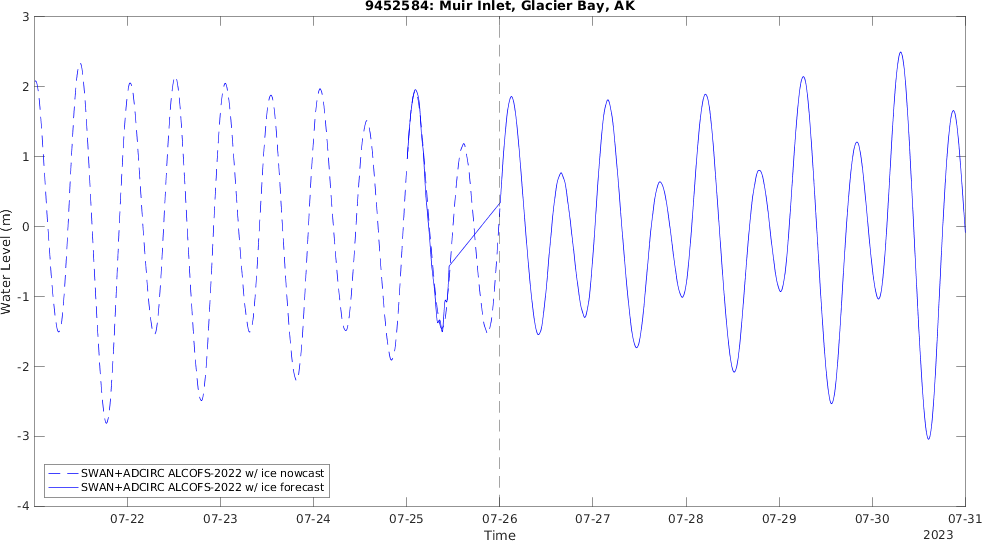 9452584: Muir Inlet, Glacier Bay, AK
3
2
1
0
-1
-2
-3
-4
Water Level (m)
SWAN+ADCIRC ALCOFS-2022 w/ ice nowcast
SWAN+ADCIRC ALCOFS-2022 w/ ice forecast
07-22 07-23 07-24 07-25 07-26 07-27 07-28 07-29 07-30 07-31
Time
2023